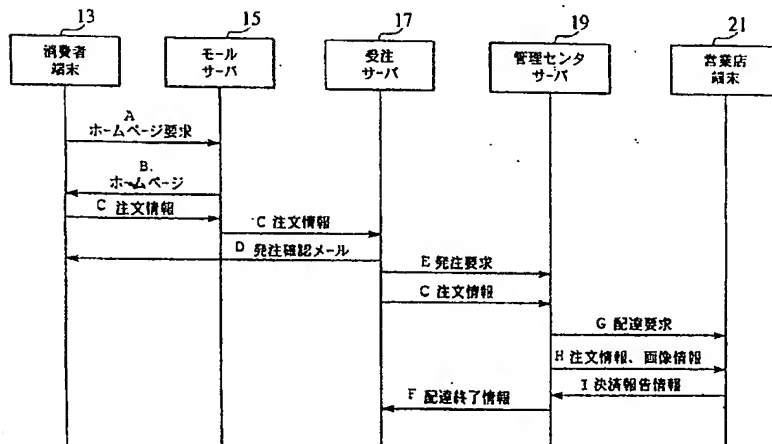 13
15
17
19
21
消費者
端末
モール
サーバ
受注
サーバ
管理センタ
サーバ
営業店
端末
A
ホームページ要求
B.
ホームページ
C 注文情報
C 注文情報
D 発注確認メール
E 発注要求
C 注文情報
G 配達要求
H 注文情報、画像情報
I 決済報告情報
F 配達終了情報